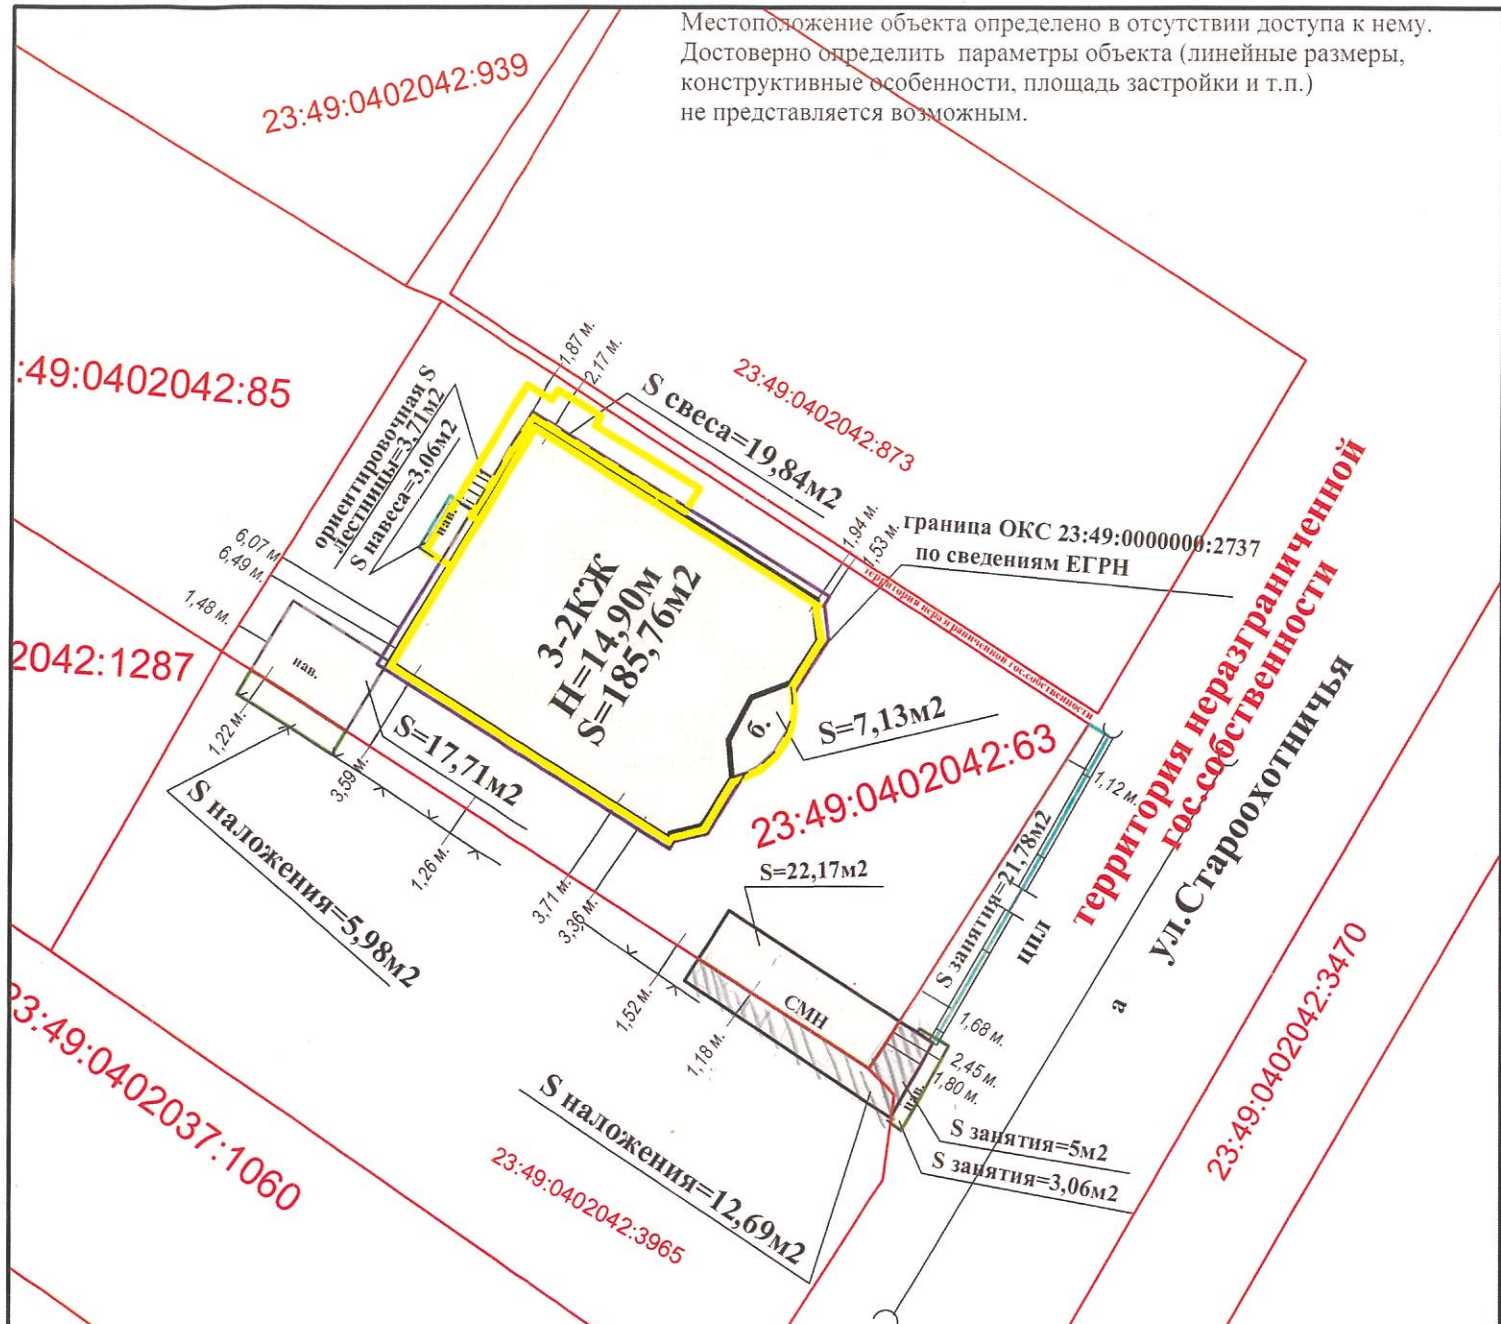 Местоположение объекта определено в отсутствии доступа к нему.
Достоверно определить параметры объекта (линейные размеры,
конструктивные особенности, площадь застройки и т.п.)
не представляется возможным.
23:49:0402042:939
:49:0402042:85
ориентировочная S
лестницы=3,71м2
S навеса=3,06м2
1,87 м.
2,17 м.
S свеса=19,84м2
23:49:0402042:873
1,94 м.
1,53 м.
граница ОКС 23:49:0000000:2737
по сведениям ЕГРН
территория неразграниченной гос.собственности
территория неразграниченной
гос.собственности
ул.Староохотничья
нав.
6,07 м.
6,49 м.
1,48 м.
2042:1287
нав.
3-2КЖ
Н=14,90м
S=185,76м2
б.
S=7,13м2
S=17,71м2
1,22 м.
3,59 м.
1,26 м.
3,71 м.
3,36 м.
S наложения=5,98м2
23:49:0402042:63
1,12 м.
S=22,17м2
S занятия=21,78м2
цпл
а
СМН
1,52 м.
1,18 м.
1,68 м.
2,45 м.
1,80 м.
нав.
S занятия=5м2
S занятия=3,06м2
S наложения=12,69м2
23:49:0402042:3965
23:49:0402037:1060
23:49:0402042:3470